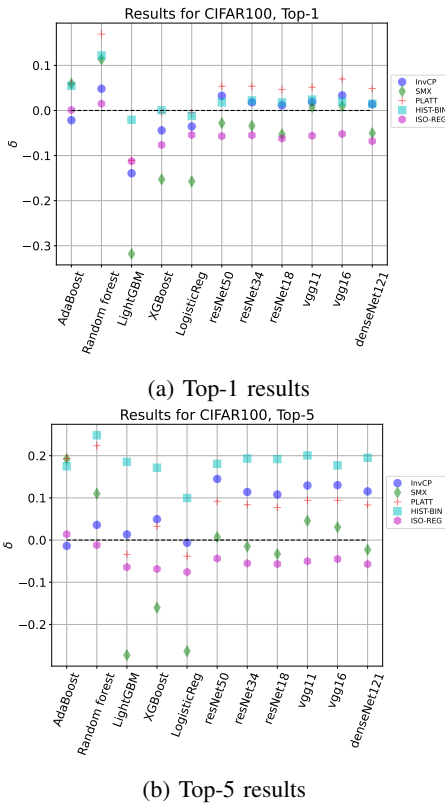 Results for CIFAR100, Top-1
0.1
0.0
−0.1
−0.2
−0.3
δ
InvCP
SMX
PLATT
HIST-BIN
ISO-REG
AdaBoost
Random forest
LightGBM
XGBoost
LogisticReg
resNet50
resNet34
resNet18
vgg11
vgg16
denseNet121
(a) Top-1 results
Results for CIFAR100, Top-5
0.2
0.1
0.0
−0.1
−0.2
δ
InvCP
SMX
PLATT
HIST-BIN
ISO-REG
AdaBoost
Random forest
LightGBM
XGBoost
LogisticReg
resNet50
resNet34
resNet18
vgg11
vgg16
denseNet121
(b) Top-5 results